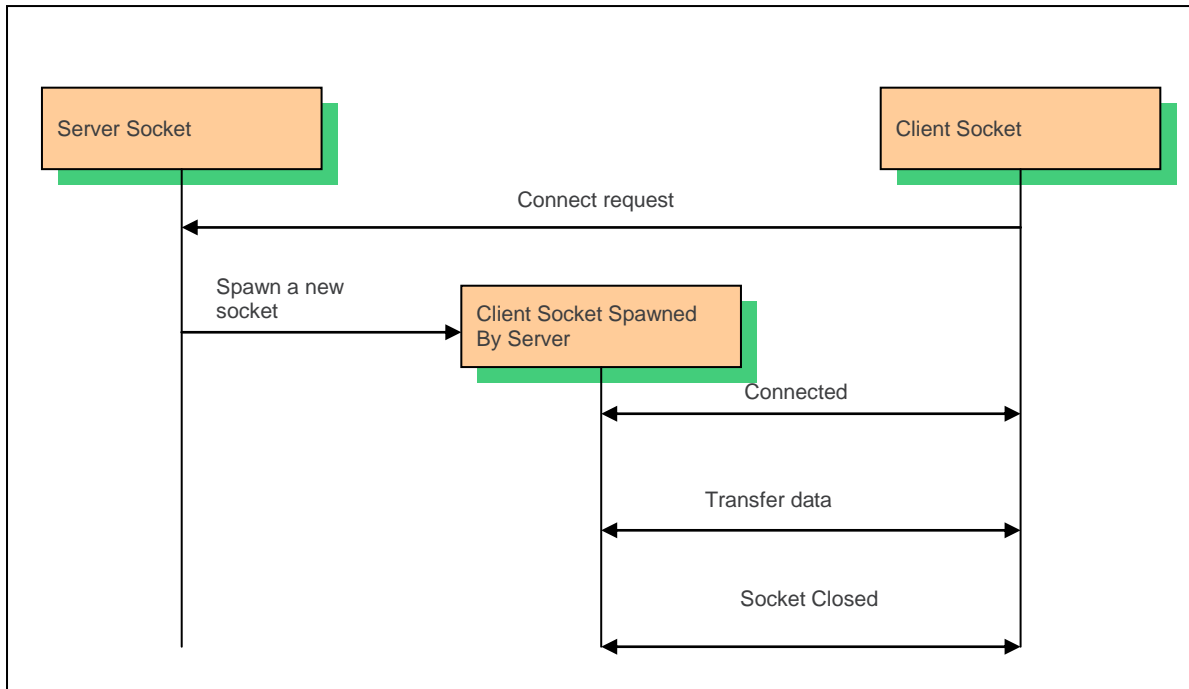 Server Socket
Client Socket
Connect request
Spawn a new
socket
Client Socket Spawned
By Server
Connected
Transfer data
Socket Closed